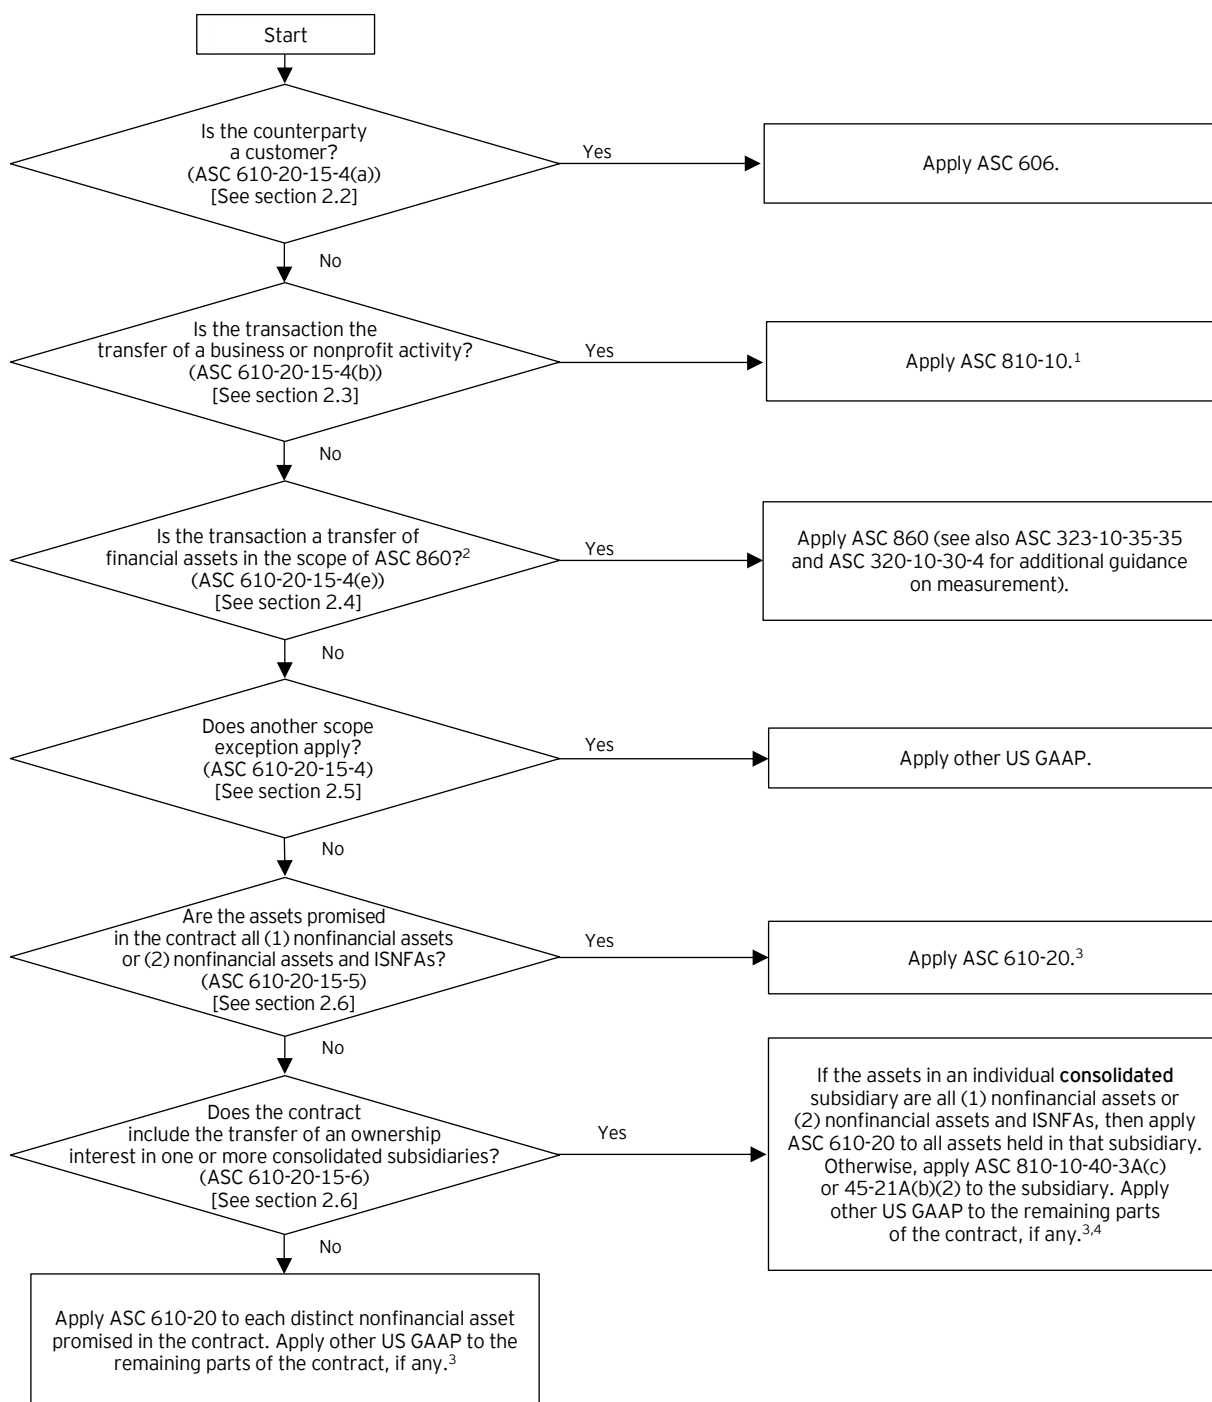 Start
Is the counterparty
a customer?
(ASC 610-20-15-4(a))
[See section 2.2]
Yes
Apply ASC 606.
No
Is the transaction the
transfer of a business or nonprofit activity?
(ASC 610-20-15-4(b))
[See section 2.3]
Yes
Apply ASC 810-10.1
No
Is the transaction a transfer of
financial assets in the scope of ASC 860?2
(ASC 610-20-15-4(e))
[See section 2.4]
Yes
Apply ASC 860 (see also ASC 323-10-35-35
and ASC 320-10-30-4 for additional guidance
on measurement).
No
Does another scope
exception apply?
(ASC 610-20-15-4)
[See section 2.5]
Yes
Apply other US GAAP.
No
Are the assets promised
in the contract all (1) nonfinancial assets
or (2) nonfinancial assets and ISNFAs?
(ASC 610-20-15-5)
[See section 2.6]
Yes
Apply ASC 610-20.3
No
Does the contract
include the transfer of an ownership
interest in one or more consolidated subsidiaries?
(ASC 610-20-15-6)
[See section 2.6]
Yes
If the assets in an individual consolidated
subsidiary are all (1) nonfinancial assets or
(2) nonfinancial assets and ISNFAs, then apply
ASC 610-20 to all assets held in that subsidiary.
Otherwise, apply ASC 810-10-40-3A(c)
or 45-21A(b)(2) to the subsidiary. Apply
other US GAAP to the remaining parts
of the contract, if any.3,4
No
Apply ASC 610-20 to each distinct nonfinancial asset
promised in the contract. Apply other US GAAP to the
remaining parts of the contract, if any.3